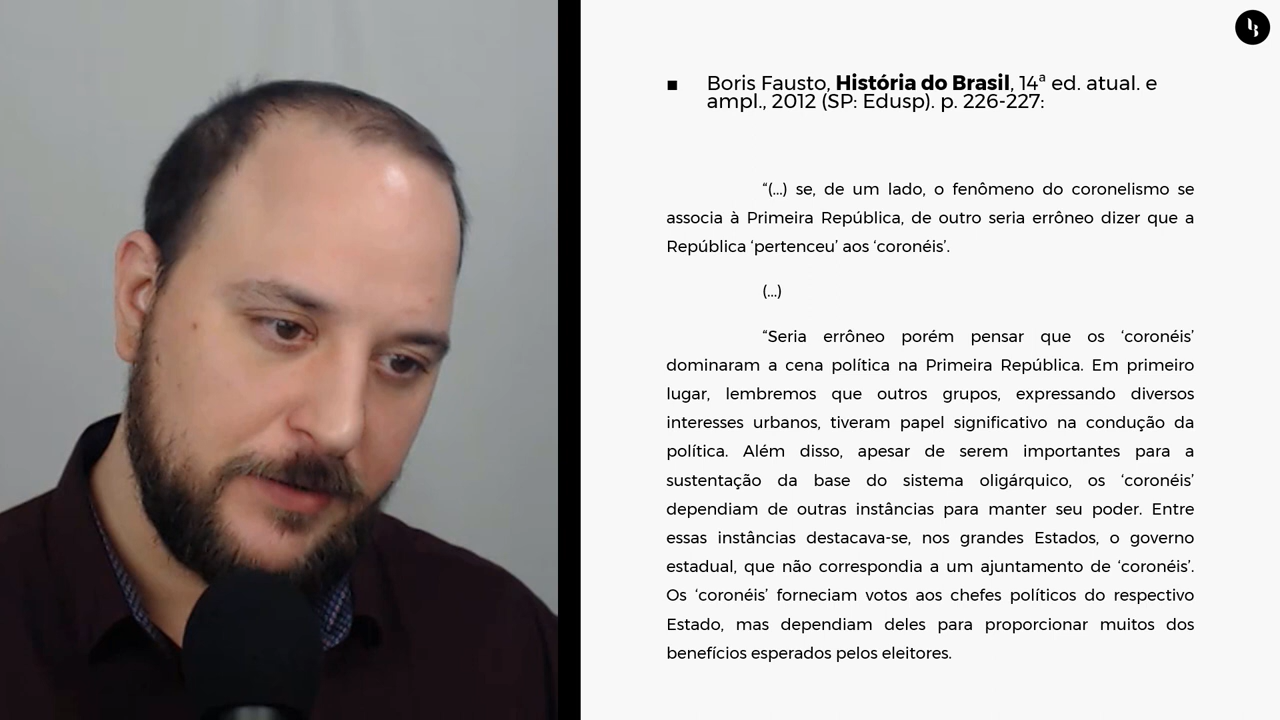 ▪ Boris Fausto, História do Brasil, 14ª ed. atual. e
ampl., 2012 (SP: Edusp). p. 226-227:
“(...) se, de um lado, o fenômeno do coronelismo se
associa à Primeira República, de outro seria errôneo dizer que a
República ‘pertenceu’ aos ‘coronéis’.
(...)
“Seria errôneo porém pensar que os ‘coronéis’
dominaram a cena política na Primeira República. Em primeiro
lugar, lembremos que outros grupos, expressando diversos
interesses urbanos, tiveram papel significativo na condução da
política. Além disso, apesar de serem importantes para a
sustentação da base do sistema oligárquico, os ‘coronéis’
dependiam de outras instâncias para manter seu poder. Entre
essas instâncias destacava-se, nos grandes Estados, o governo
estadual, que não correspondia a um ajuntamento de ‘coronéis’.
Os ‘coronéis’ forneciam votos aos chefes políticos do respectivo
Estado, mas dependiam deles para proporcionar muitos dos
benefícios esperados pelos eleitores.